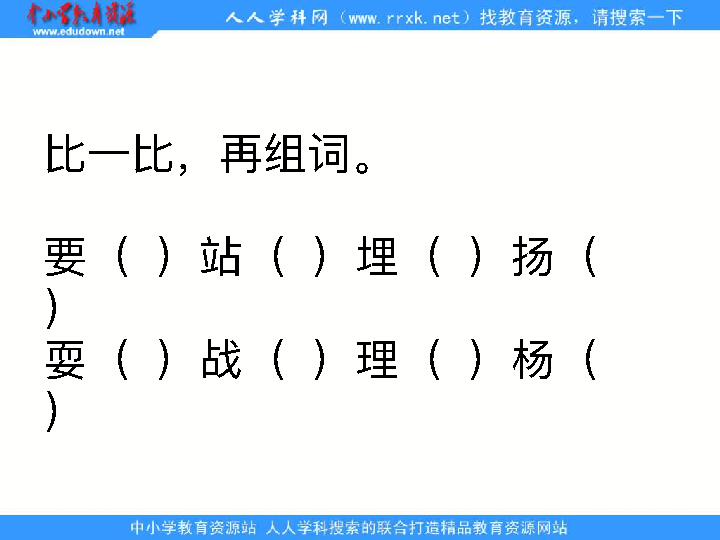 中小学教育资源
www.edudown.net
人人学科网（www.rrxk.net）找教育资源，请搜索一下
比一比，再组词。
要（ ）站（ ）埋（ ）扬（
）
耍（ ）战（ ）理（ ）杨（
）
中小学教育资源站 人人学科搜索的联合打造精品教育资源网站